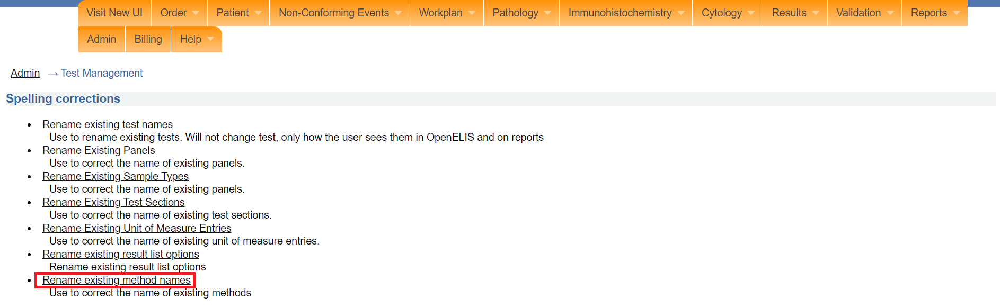 Visit New UI Order Patient Non-Conforming Events Workplan Pathology Immunohistochemistry Cytology Results Validation Reports
Admin Billing Help
Admin → Test Management
Spelling corrections
• Rename existing test names
Use to rename existing tests. Will not change test, only how the user sees them in OpenELIS and on reports
• Rename Existing Panels
Use to correct the name of existing panels.
• Rename Existing Sample Types
Use to correct the name of existing panels.
• Rename Existing Test Sections
Use to correct the name of existing test sections.
• Rename Existing Unit of Measure Entries
Use to correct the name of existing unit of measure entries.
• Rename existing result list options
Rename existing result list options
• Rename existing method names
Use to correct the name of existing methods